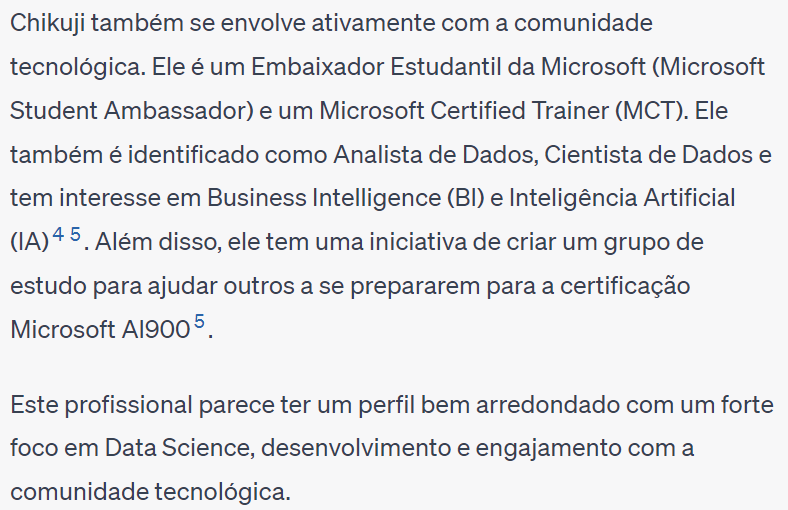 Chikuji também se envolve ativamente com a comunidade
tecnológica. Ele é um Embaixador Estudantil da Microsoft (Microsoft
Student Ambassador) e um Microsoft Certified Trainer (MCT). Ele
também é identificado como Analista de Dados, Cientista de Dados e
tem interesse em Business Intelligence (BI) e Inteligência Artificial
(IA) 4 5 . Além disso, ele tem uma iniciativa de criar um grupo de
estudo para ajudar outros a se prepararem para a certificação
Microsoft AI900 5 .
Este profissional parece ter um perfil bem arredondado com um forte
foco em Data Science, desenvolvimento e engajamento com a
comunidade tecnológica.